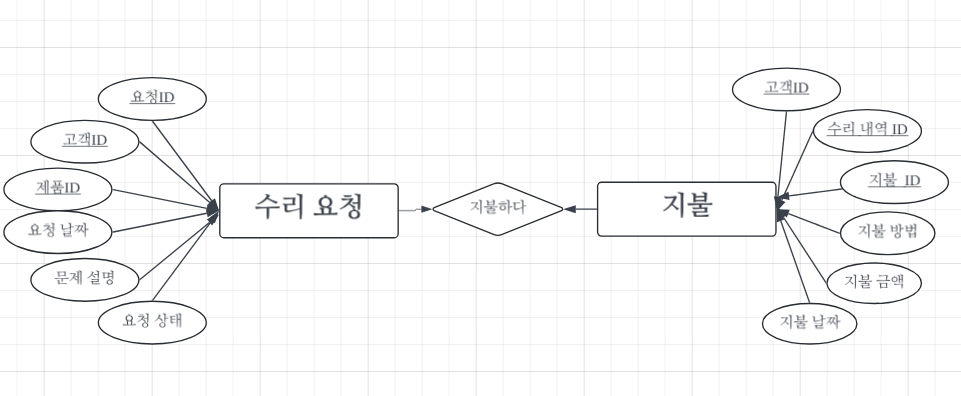 요청ID
고객ID
제품ID
요청 날짜
문제 설명
요청 상태
수리 요청
지불하다
지불
고객ID
수리 내역 ID
지불 ID
지불 방법
지불 금액
지불 날짜